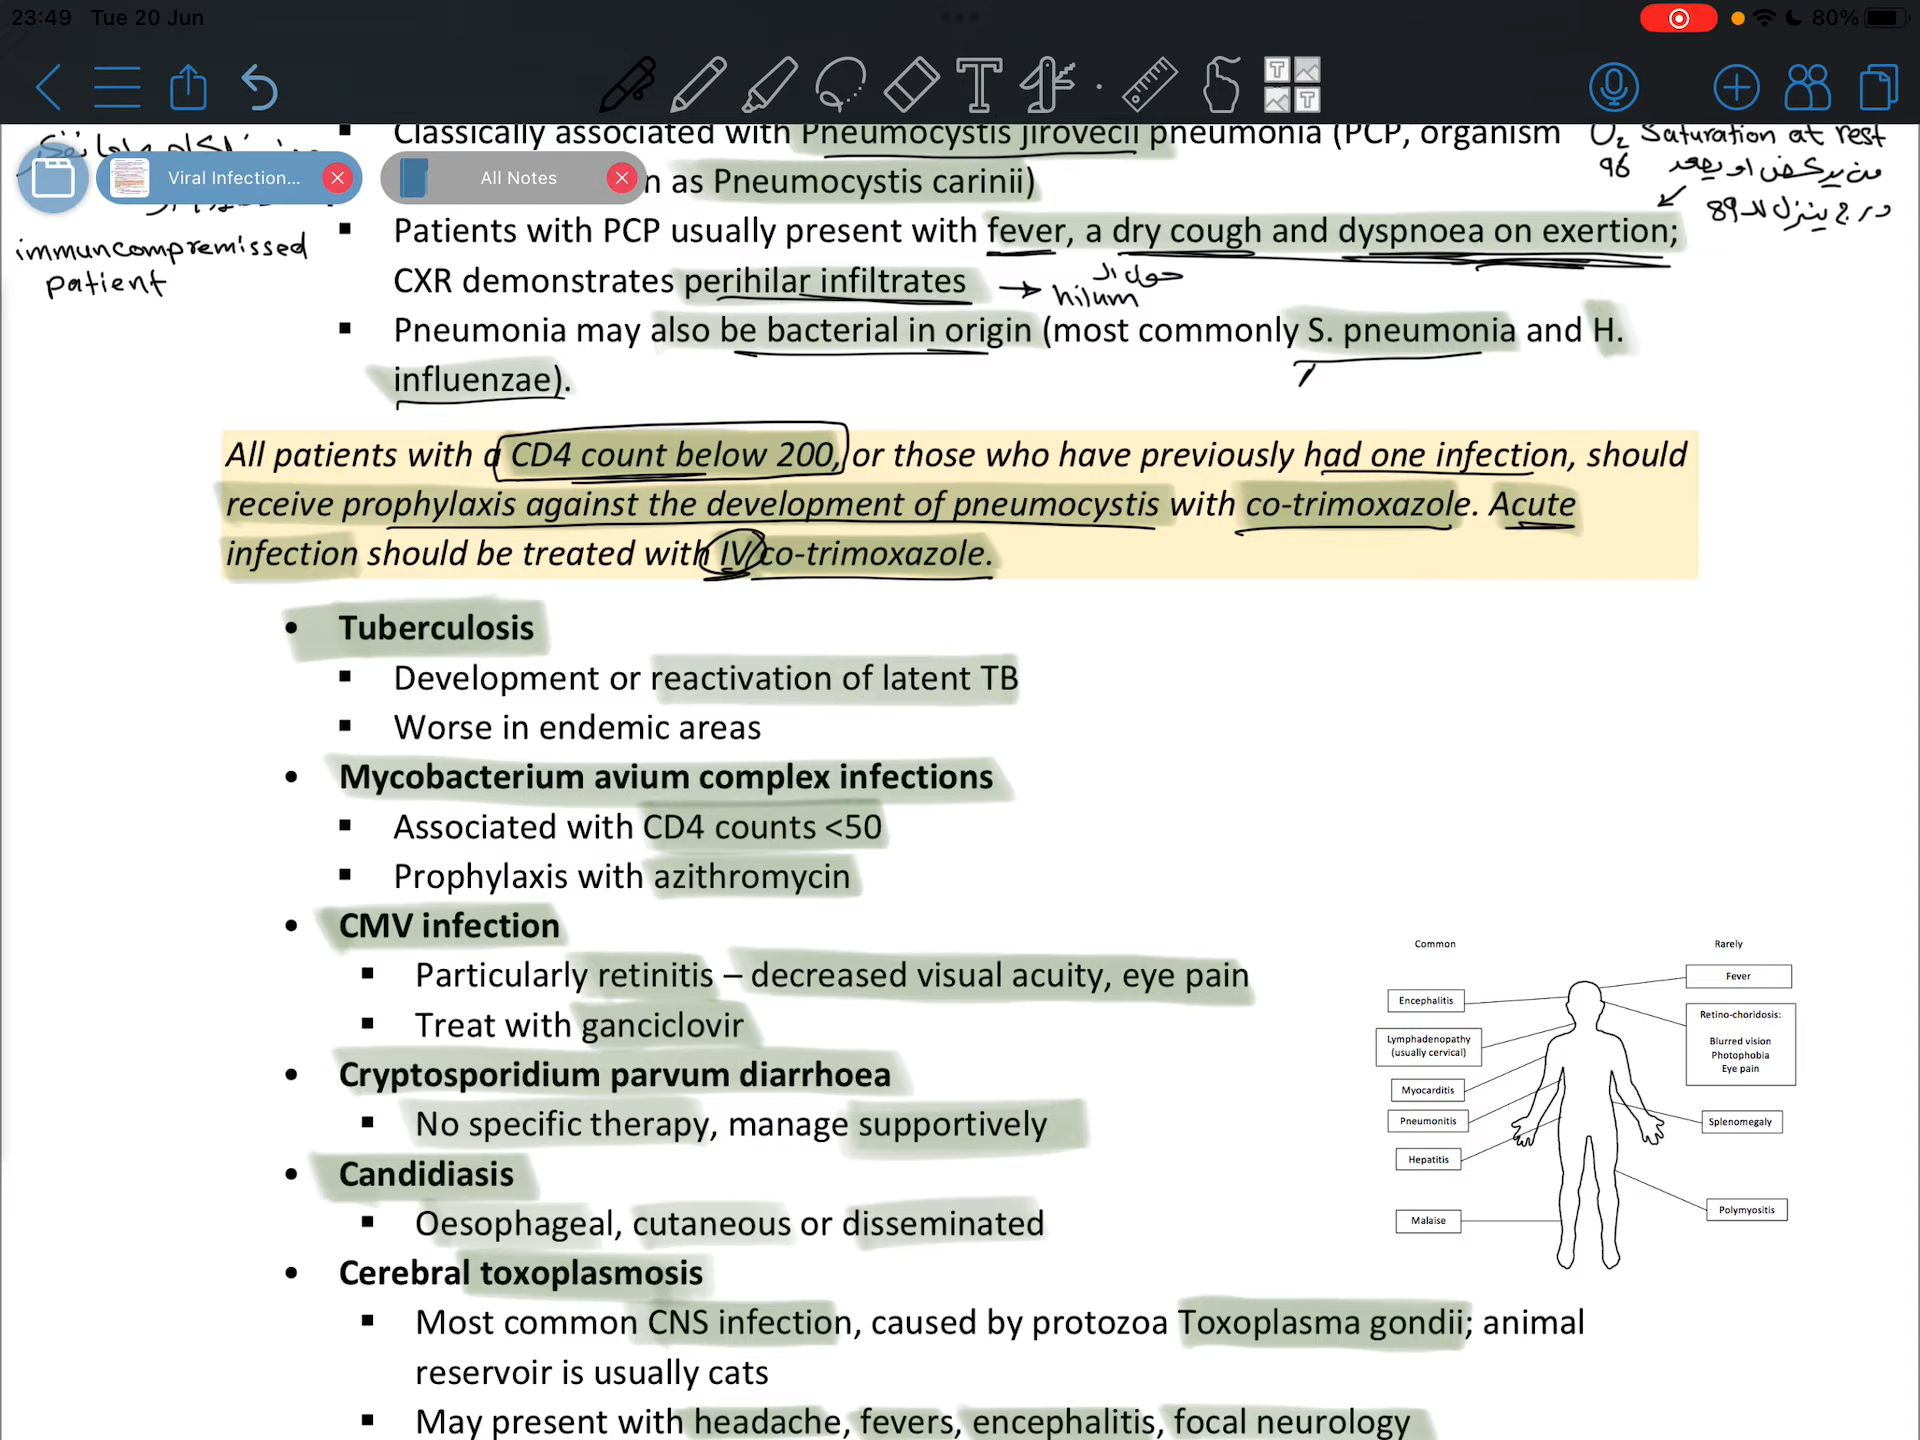 23:49 Tue 20 Jun
80%
Viral Infection...
All Notes
Classically associated with Pneumocystis jirovecii pneumonia (PCP, organism
n as Pneumocystis carinii)
Patients with PCP usually present with fever, a dry cough and dyspnoea on exertion;
CXR demonstrates perihilar infiltrates → حول ال
hilum
Pneumonia may also be bacterial in origin (most commonly S. pneumonia and H.
influenzae).
immuncompremissed
patient
O₂ Saturation at rest
96
من يركض او يصعد
درج ينزل لل 89
All patients with a CD4 count below 200, or those who have previously had one infection, should
receive prophylaxis against the development of pneumocystis with co-trimoxazole. Acute
infection should be treated with IV co-trimoxazole.
• Tuberculosis
▪ Development or reactivation of latent TB
▪ Worse in endemic areas
• Mycobacterium avium complex infections
▪ Associated with CD4 counts <50
▪ Prophylaxis with azithromycin
• CMV infection
▪ Particularly retinitis – decreased visual acuity, eye pain
▪ Treat with ganciclovir
• Cryptosporidium parvum diarrhoea
▪ No specific therapy, manage supportively
• Candidiasis
▪ Oesophageal, cutaneous or disseminated
• Cerebral toxoplasmosis
▪ Most common CNS infection, caused by protozoa Toxoplasma gondii; animal
reservoir is usually cats
▪ May present with headache, fevers, encephalitis, focal neurology
Common
Rarely
Encephalitis
Lymphadenopathy
(usually cervical)
Myocarditis
Pneumonitis
Hepatitis
Malaise
Fever
Retino-choridosis:
Blurred vision
Photophobia
Eye pain
Splenomegaly
Polymyositis